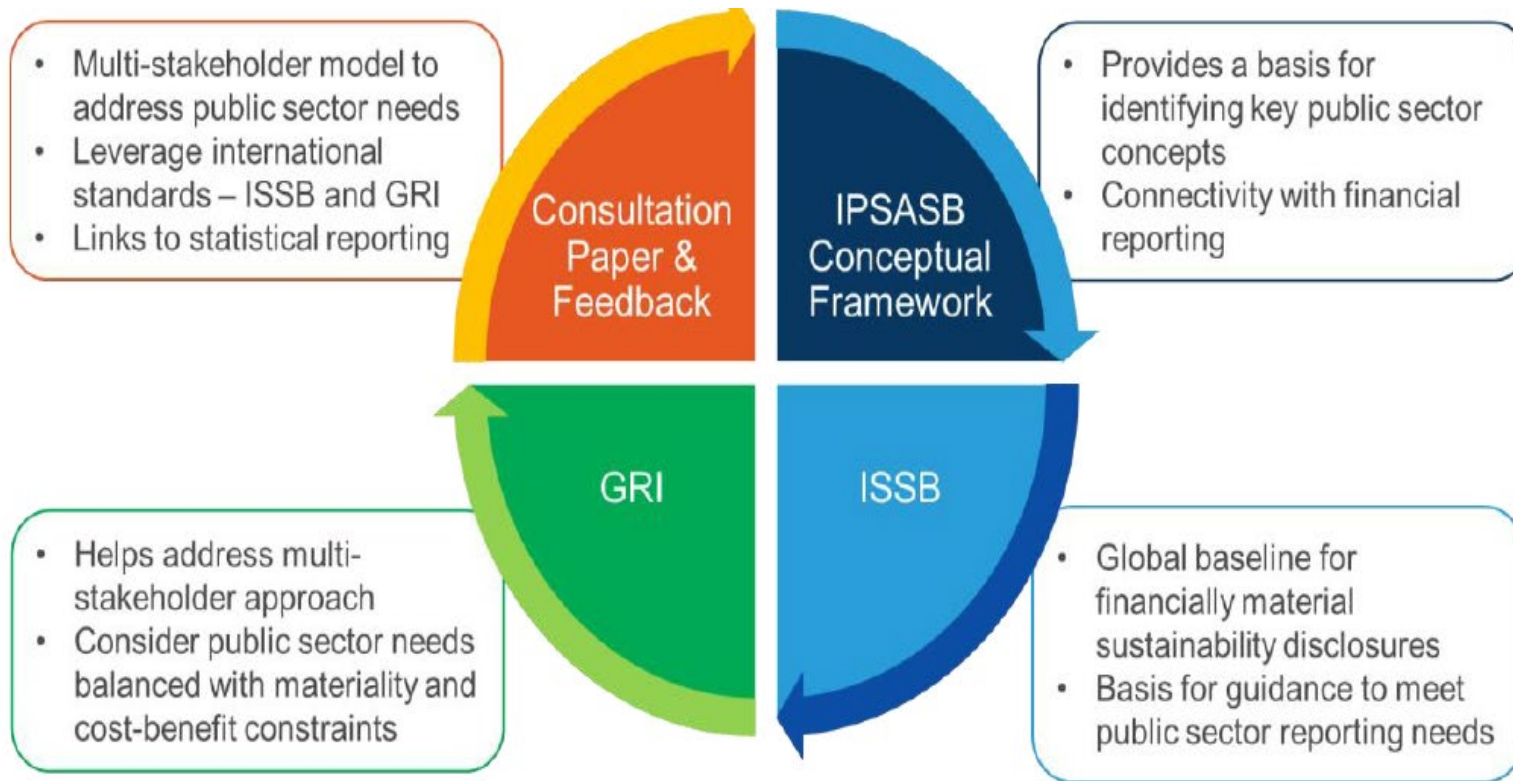 • Multi-stakeholder model to
address public sector needs
• Leverage international
standards – ISSB and GRI
• Links to statistical reporting
Consultation
Paper &
Feedback
IPSASB
Conceptual
Framework
• Provides a basis for
identifying key public sector
concepts
• Connectivity with financial
reporting
• Helps address multi-
stakeholder approach
• Consider public sector needs
balanced with materiality and
cost-benefit constraints
GRI
ISSB
• Global baseline for
financially material
sustainability disclosures
• Basis for guidance to meet
public sector reporting needs